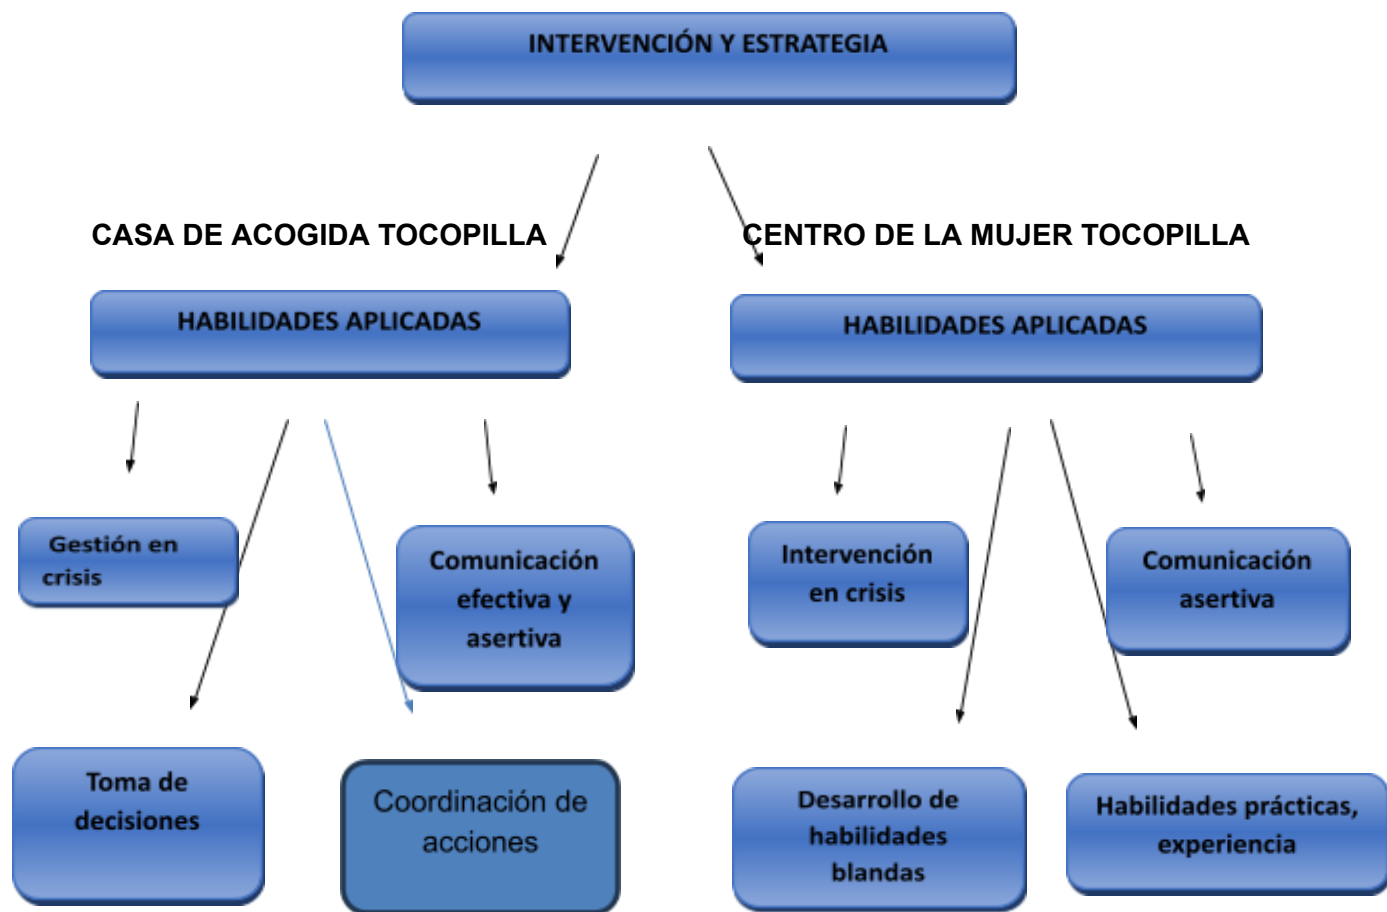 INTERVENCIÓN Y ESTRATEGIA
CASA DE ACOGIDA TOCOPILLA
CENTRO DE LA MUJER TOCOPILLA
HABILIDADES APLICADAS
HABILIDADES APLICADAS
Gestión en
crisis
Comunicación
efectiva y
asertiva
Intervención
en crisis
Comunicación
asertiva
Toma de
decisiones
Coordinación de
acciones
Desarrollo de
habilidades
blandas
Habilidades prácticas,
experiencia